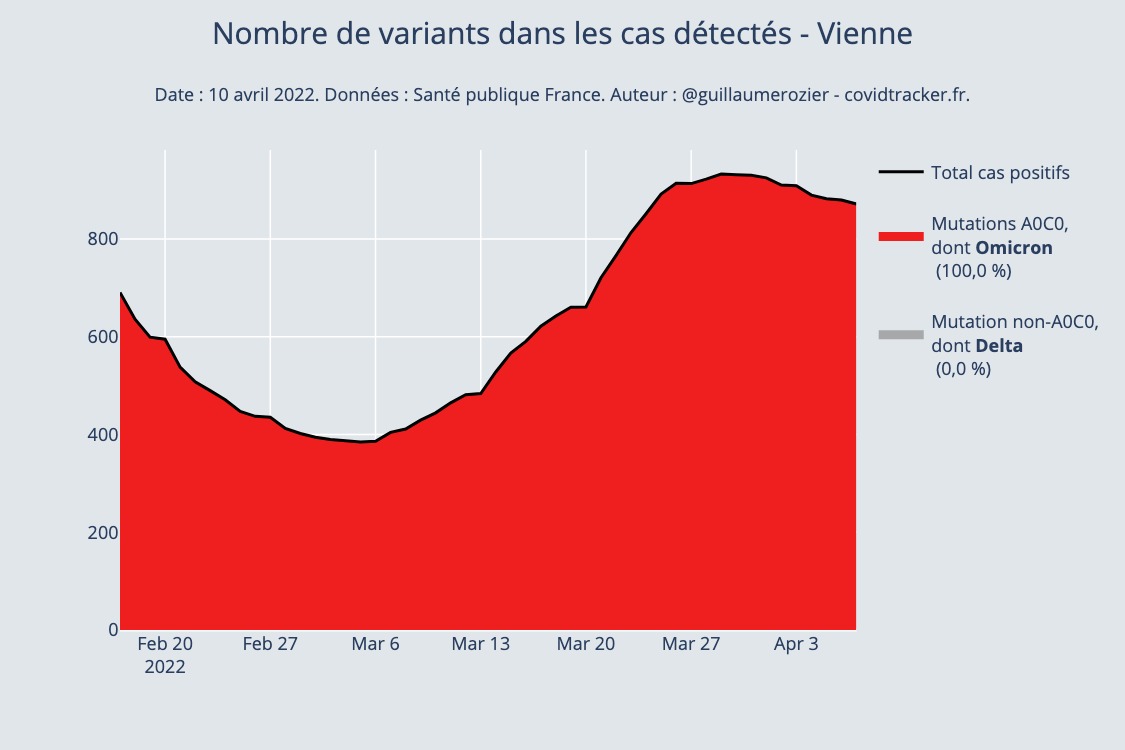 Nombre de variants dans les cas détectés - Vienne
Date : 10 avril 2022. Données : Santé publique France. Auteur : @guillaumerozier - covidtracker.fr.
Total cas positifs
Mutations A0C0,
dont Omicron
(100,0 %)
Mutation non-A0C0,
dont Delta
(0,0 %)
800
600
400
200
0
Feb 20 Feb 27 Mar 6 Mar 13 Mar 20 Mar 27 Apr 3
2022